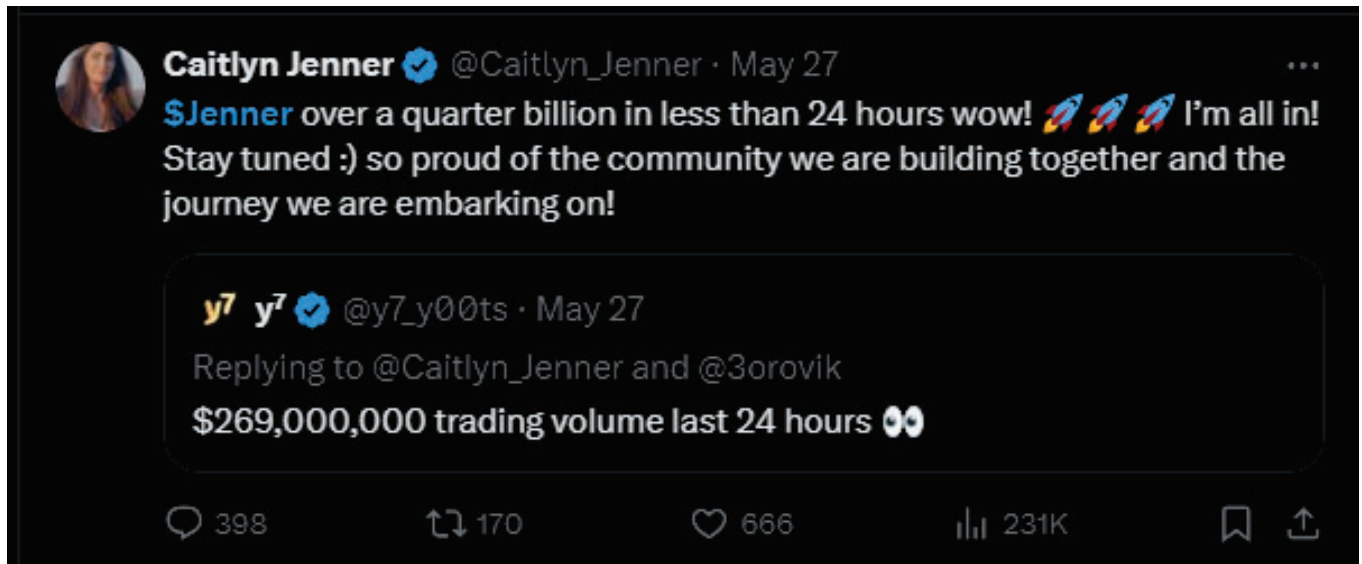 Caitlyn Jenner @Caitlyn_Jenner · May 27
$Jenner over a quarter billion in less than 24 hours wow! 🚀🚀🚀 I’m all in!
Stay tuned :) so proud of the community we are building together and the
journey we are embarking on!
y⁷ y⁷ @y7_y00ts · May 27
Replying to @Caitlyn_Jenner and @3orovik
$269,000,000 trading volume last 24 hours 👀
398 170 666 231K